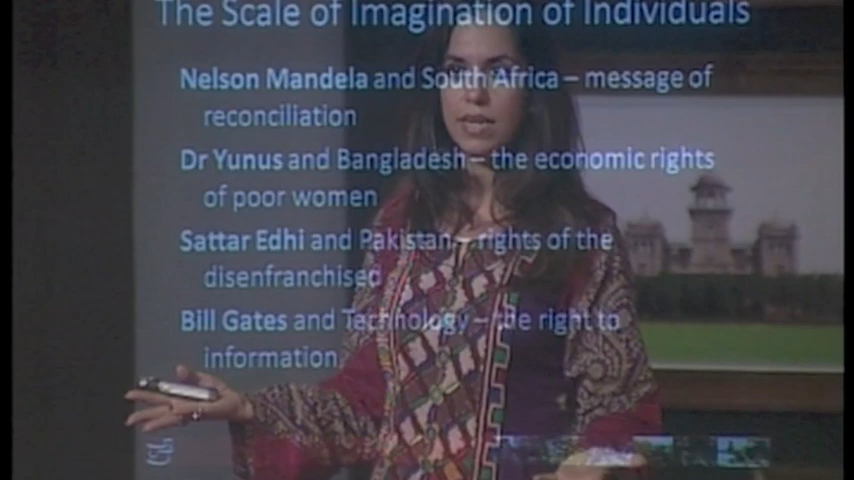 The Scale of Imagination of Individuals
Nelson Mandela and South Africa – message of
reconciliation
Dr Yunus and Bangladesh – the economic rights
of poor women
Sattar Edhi and Pakistan – rights of the
disenfranchised
Bill Gates and Technology – the right to
information